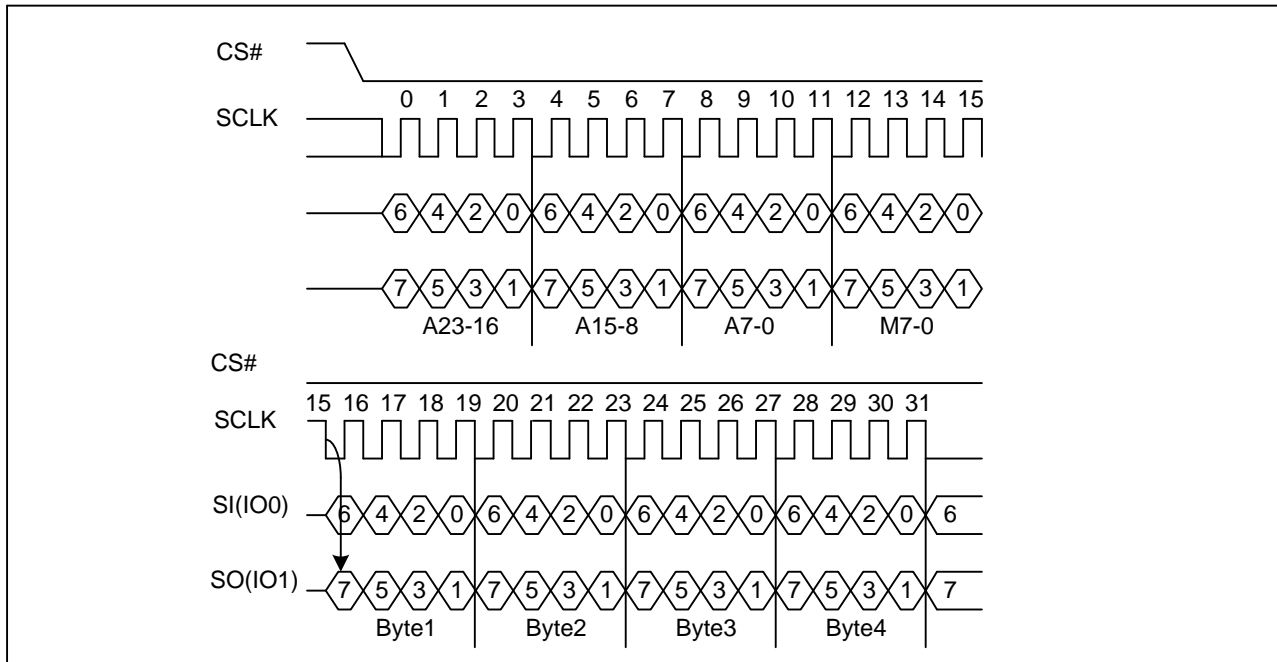 CS#
0 1 2 3 4 5 6 7 8 9 10 11 12 13 14 15
SCLK
6 4 2 0 6 4 2 0 6 4 2 0 6 4 2 0
7 5 3 1 7 5 3 1 7 5 3 1 7 5 3 1
A23-16 A15-8 A7-0 M7-0
CS#
15 16 17 18 19 20 21 22 23 24 25 26 27 28 29 30 31
SCLK
SI(IO0) 6 4 2 0 6 4 2 0 6 4 2 0 6 4 2 0 6
SO(IO1) 7 5 3 1 7 5 3 1 7 5 3 1 7 5 3 1 7
Byte1 Byte2 Byte3 Byte4